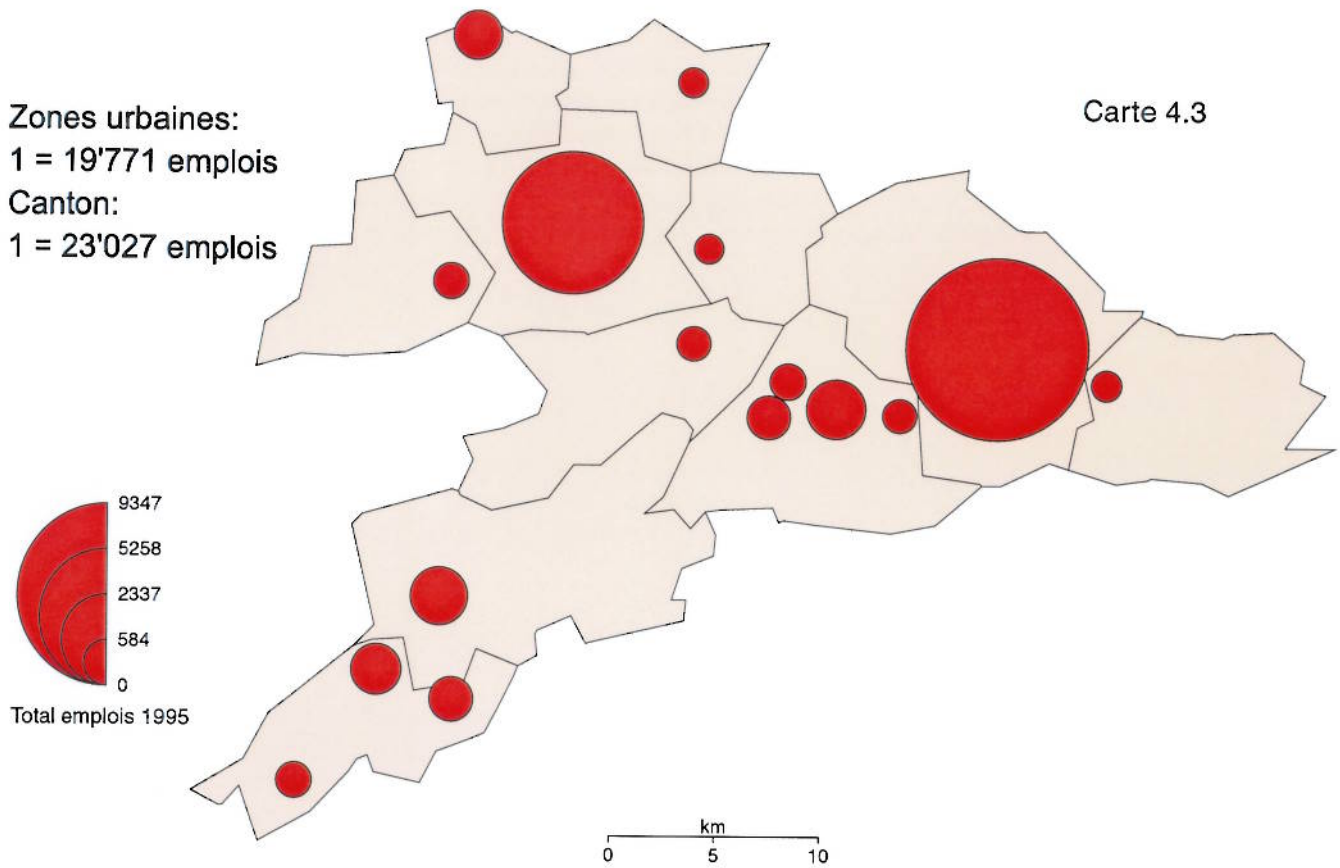 Zones urbaines:
1 = 19'771 emplois
Canton:
1 = 23'027 emplois
Carte 4.3
9347
5258
2337
584
0
Total emplois 1995
km
0 5 10